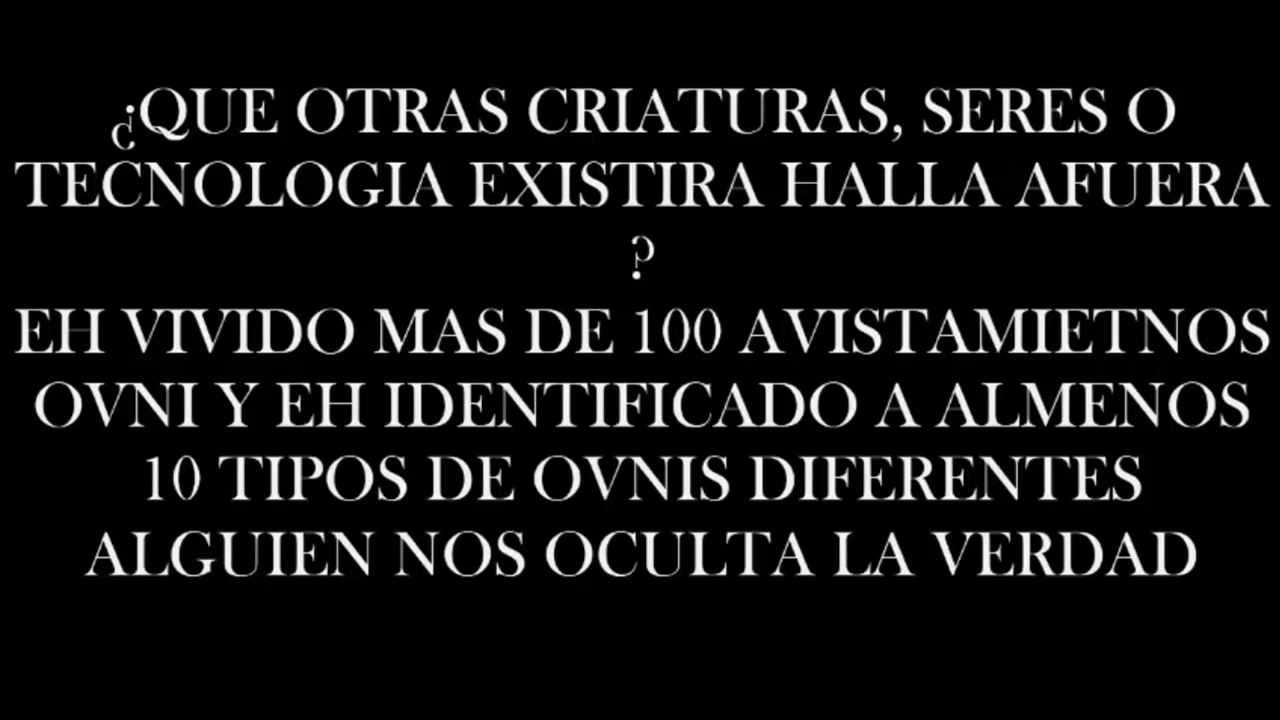 ¿QUE OTRAS CRIATURAS, SERES O
TECNOLOGIA EXISTIRA HALLA AFUERA
?
EH VIVIDO MAS DE 100 AVISTAMIETNOS
OVNI Y EH IDENTIFICADO A ALMENOS
10 TIPOS DE OVNIS DIFERENTES
ALGUIEN NOS OCULTA LA VERDAD